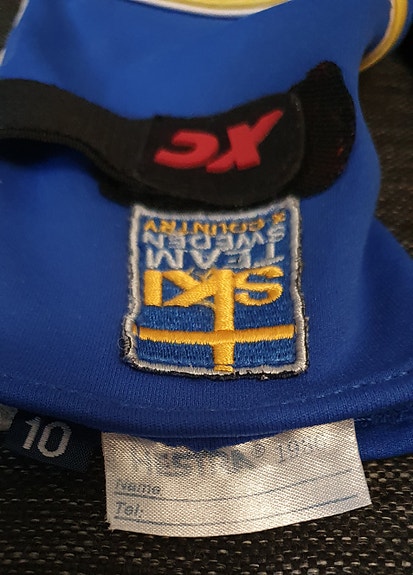 XC
SKI
TEAM
SWEDEN
X COUNTRY
10
Name
Tel: